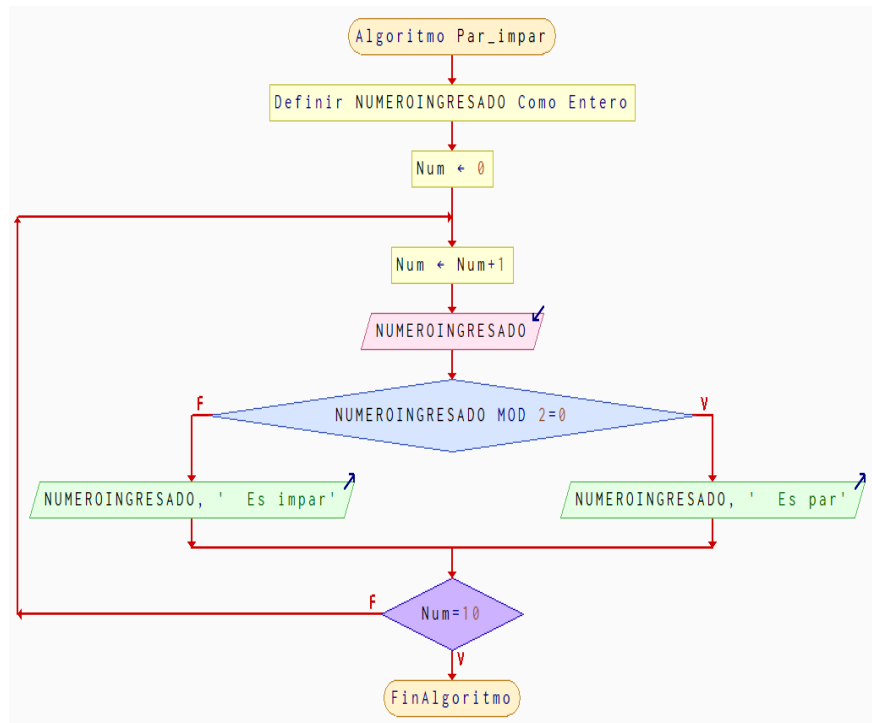 Algoritmo Par_impar
Definir NUMEROINGRESADO Como Entero
Num ← 0
Num ← Num+1
NUMEROINGRESADO
F
NUMEROINGRESADO MOD 2=0
V
NUMEROINGRESADO, '  Es impar'
NUMEROINGRESADO, '  Es par'
F
Num=10
V
FinAlgoritmo